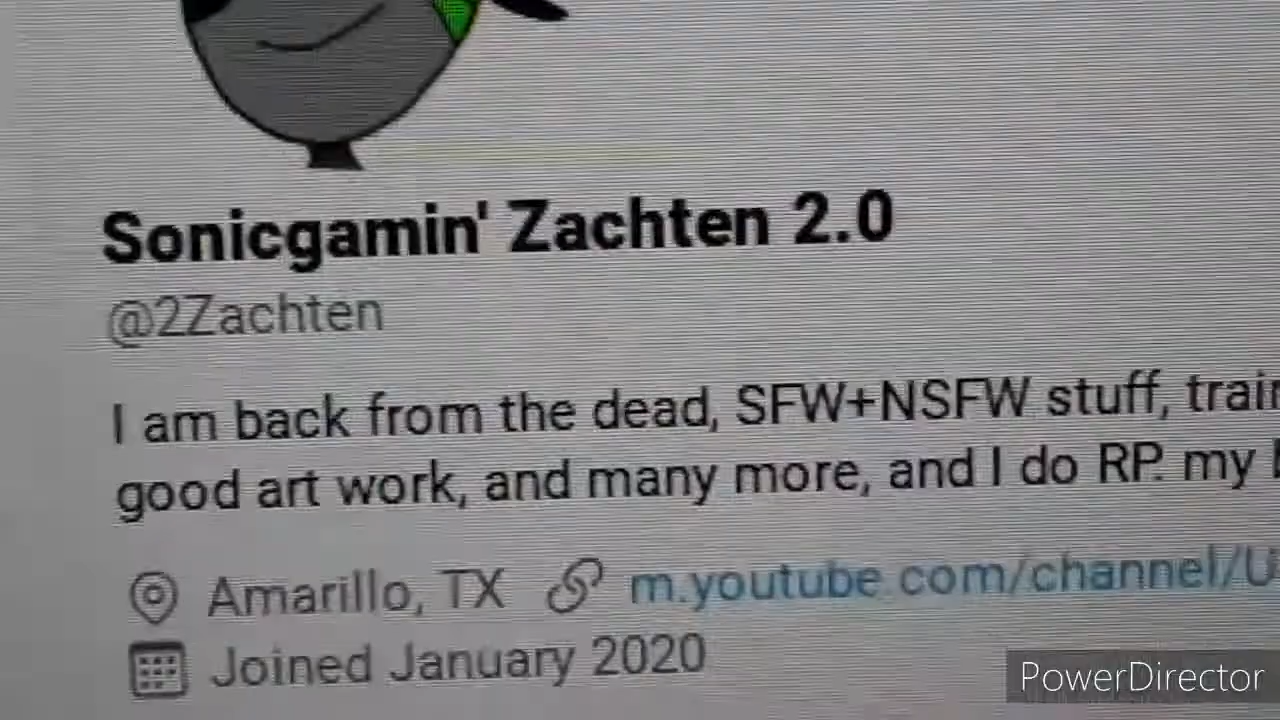 Sonicgamin' Zachten 2.0
@2Zachten
I am back from the dead, SFW+NSFW stuff,
good art work, and many more, and I do RP. my
Amarillo, TX m.youtube.com/channel/U
Joined January 2020
PowerDirector